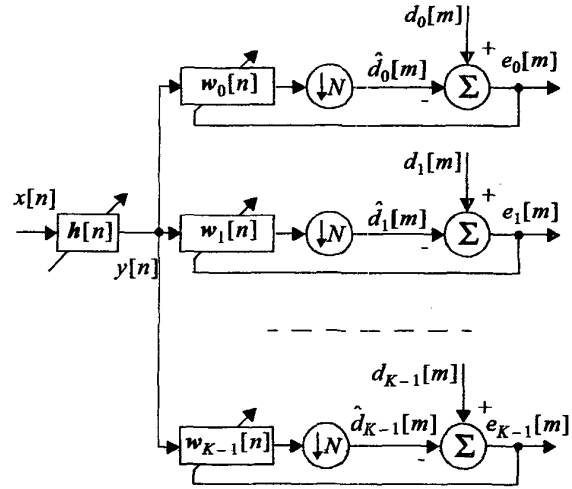 d_0[m]
+
w_0[n]
↓N
d̂_0[m]
-
Σ
e_0[m]
d_1[m]
+
x[n]
h[n]
y[n]
w_1[n]
↓N
d̂_1[m]
-
Σ
e_1[m]
d_{K-1}[m]
+
w_{K-1}[n]
↓N
d̂_{K-1}[m]
-
Σ
e_{K-1}[m]